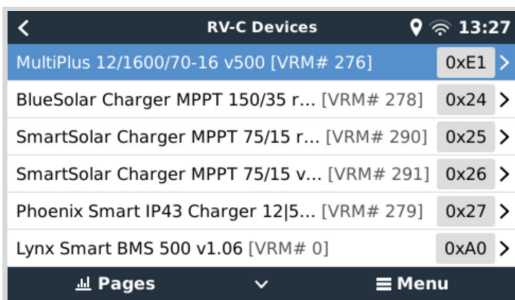 RV-C Devices 13:27
MultiPlus 12/1600/70-16 v500 [VRM# 276] 0xE1
BlueSolar Charger MPPT 150/35 r... [VRM# 278] 0x24
SmartSolar Charger MPPT 75/15 r... [VRM# 290] 0x25
SmartSolar Charger MPPT 75/15 v... [VRM# 291] 0x26
Phoenix Smart IP43 Charger 12|5... [VRM# 279] 0x27
Lynx Smart BMS 500 v1.06 [VRM# 0] 0xA0
Pages Menu